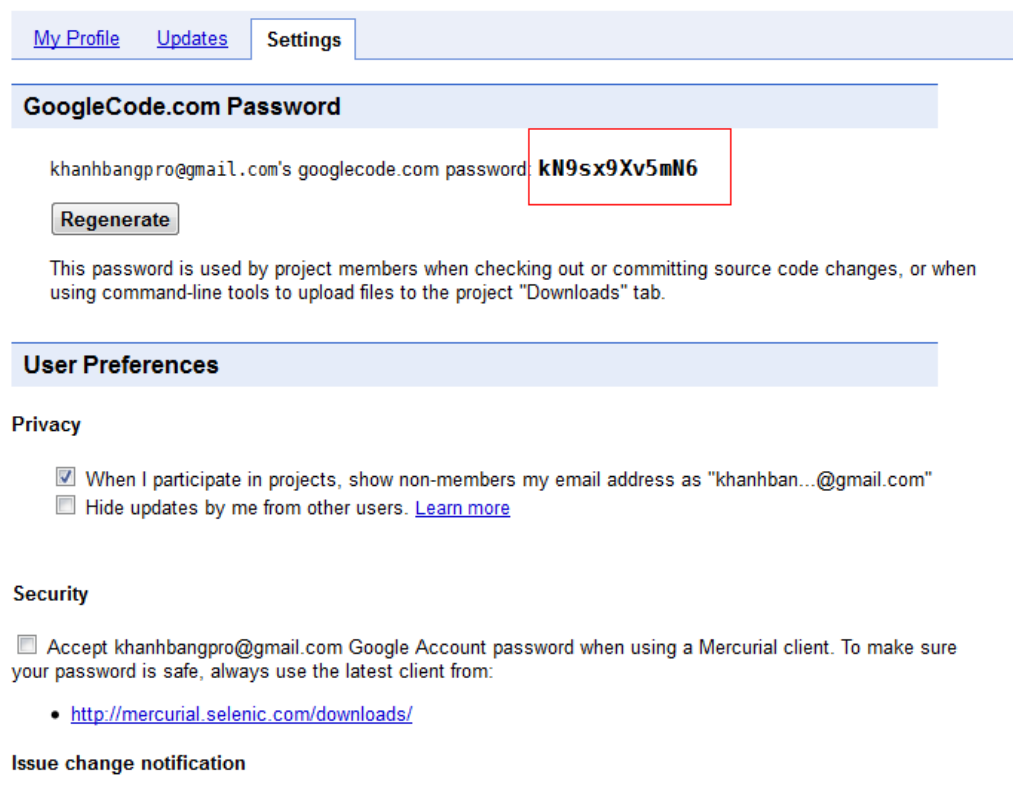 My Profile Updates Settings
GoogleCode.com Password
khanhbangpro@gmail.com's googlecode.com password: kN9sx9Xv5mN6
Regenerate
This password is used by project members when checking out or committing source code changes, or when
using command-line tools to upload files to the project "Downloads" tab.
User Preferences
Privacy
When I participate in projects, show non-members my email address as "khanhban...@gmail.com"
Hide updates by me from other users. Learn more
Security
Accept khanhbangpro@gmail.com Google Account password when using a Mercurial client. To make sure
your password is safe, always use the latest client from:
• http://mercurial.selenic.com/downloads/
Issue change notification